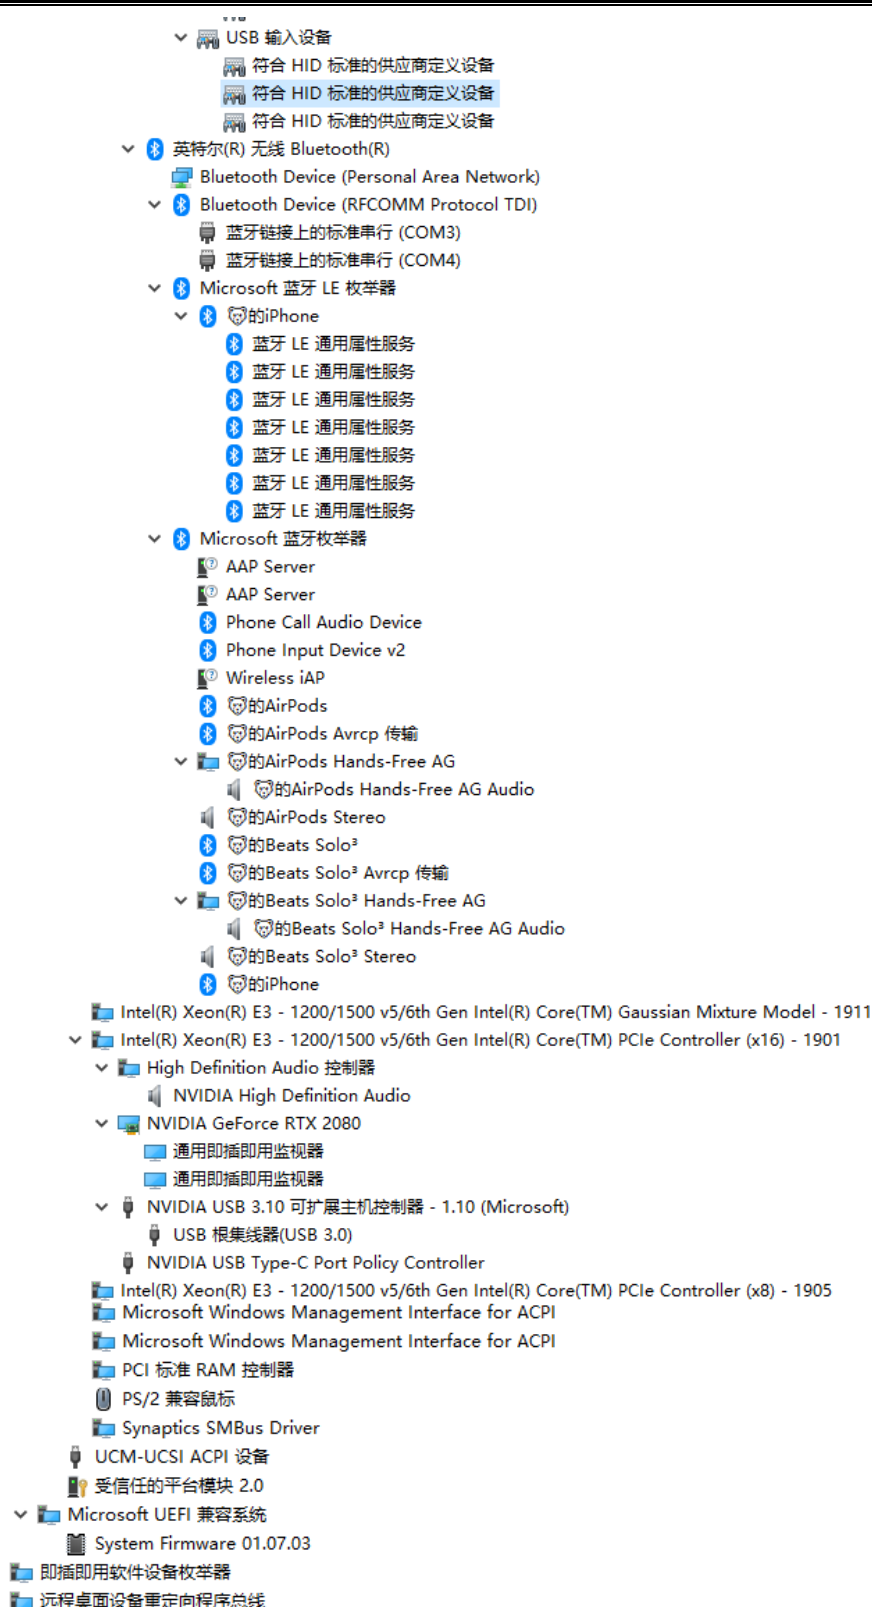 USB 输入设备
符合 HID 标准的供应商定义设备
符合 HID 标准的供应商定义设备
符合 HID 标准的供应商定义设备
英特尔(R) 无线 Bluetooth(R)
Bluetooth Device (Personal Area Network)
Bluetooth Device (RFCOMM Protocol TDI)
蓝牙链接上的标准串行 (COM3)
蓝牙链接上的标准串行 (COM4)
Microsoft 蓝牙 LE 枚举器
🐻的iPhone
蓝牙 LE 通用属性服务
蓝牙 LE 通用属性服务
蓝牙 LE 通用属性服务
蓝牙 LE 通用属性服务
蓝牙 LE 通用属性服务
蓝牙 LE 通用属性服务
蓝牙 LE 通用属性服务
Microsoft 蓝牙枚举器
AAP Server
AAP Server
Phone Call Audio Device
Phone Input Device v2
Wireless iAP
🐻的AirPods
🐻的AirPods Avrcp 传输
🐻的AirPods Hands-Free AG
🐻的AirPods Hands-Free AG Audio
🐻的AirPods Stereo
🐻的Beats Solo³
🐻的Beats Solo³ Avrcp 传输
🐻的Beats Solo³ Hands-Free AG
🐻的Beats Solo³ Hands-Free AG Audio
🐻的Beats Solo³ Stereo
🐻的iPhone
Intel(R) Xeon(R) E3 - 1200/1500 v5/6th Gen Intel(R) Core(TM) Gaussian Mixture Model - 1911
Intel(R) Xeon(R) E3 - 1200/1500 v5/6th Gen Intel(R) Core(TM) PCIe Controller (x16) - 1901
High Definition Audio 控制器
NVIDIA High Definition Audio
NVIDIA GeForce RTX 2080
通用即插即用监视器
通用即插即用监视器
NVIDIA USB 3.10 可扩展主机控制器 - 1.10 (Microsoft)
USB 根集线器(USB 3.0)
NVIDIA USB Type-C Port Policy Controller
Intel(R) Xeon(R) E3 - 1200/1500 v5/6th Gen Intel(R) Core(TM) PCIe Controller (x8) - 1905
Microsoft Windows Management Interface for ACPI
Microsoft Windows Management Interface for ACPI
PCI 标准 RAM 控制器
PS/2 兼容鼠标
Synaptics SMBus Driver
UCM-UCSI ACPI 设备
受信任的平台模块 2.0
Microsoft UEFI 兼容系统
System Firmware 01.07.03
即插即用软件设备枚举器
远程桌面设备重定向程序总线